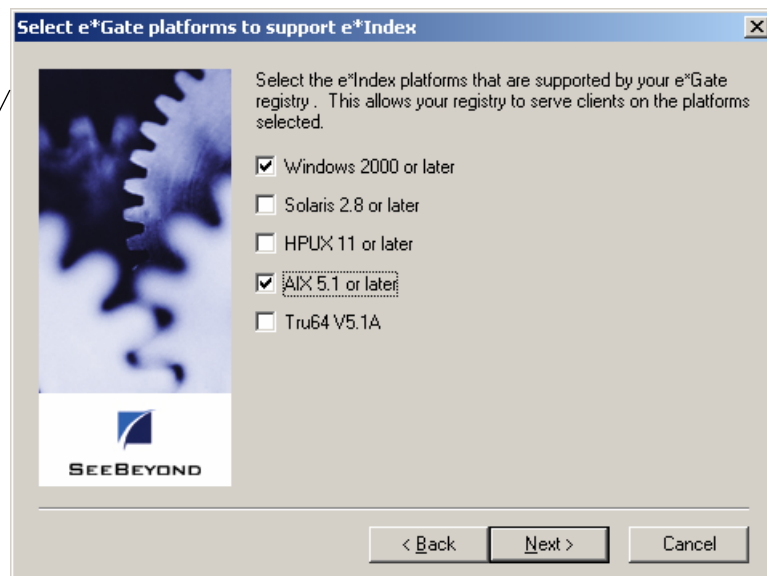 Select e*Gate platforms to support e*Index
Select the e*Index platforms that are supported by your e*Gate
registry . This allows your registry to serve clients on the platforms
selected.
Windows 2000 or later
Solaris 2.8 or later
HPUX 11 or later
AIX 5.1 or later
Tru64 V5.1A
SEEBEYOND
< Back
Next >
Cancel